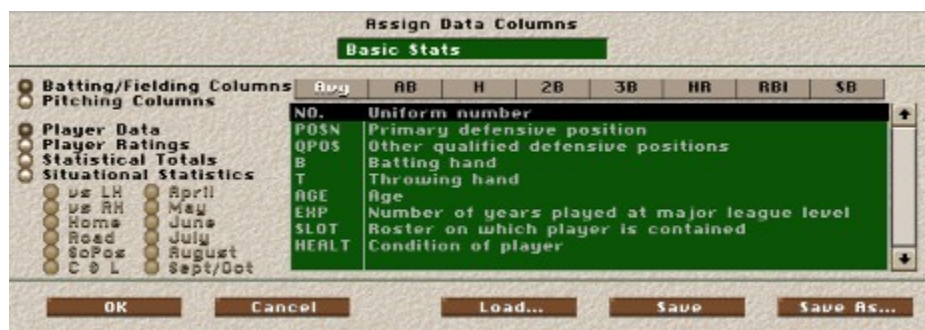 Assign Data Columns
Basic Stats
Batting/Fielding Columns
Pitching Columns
Player Data
Player Ratings
Statistical Totals
Situational Statistics
vs LH April
vs RH May
Home June
Road July
SoPos August
C & L Sept/Oct
Avg AB H 2B 3B HR RBI SB
NO. Uniform number
POSN Primary defensive position
QPOS Other qualified defensive positions
B Batting hand
T Throwing hand
AGE Age
EXP Number of years played at major league level
SLOT Roster on which player is contained
HEALT Condition of player
OK Cancel Load... Save Save As...